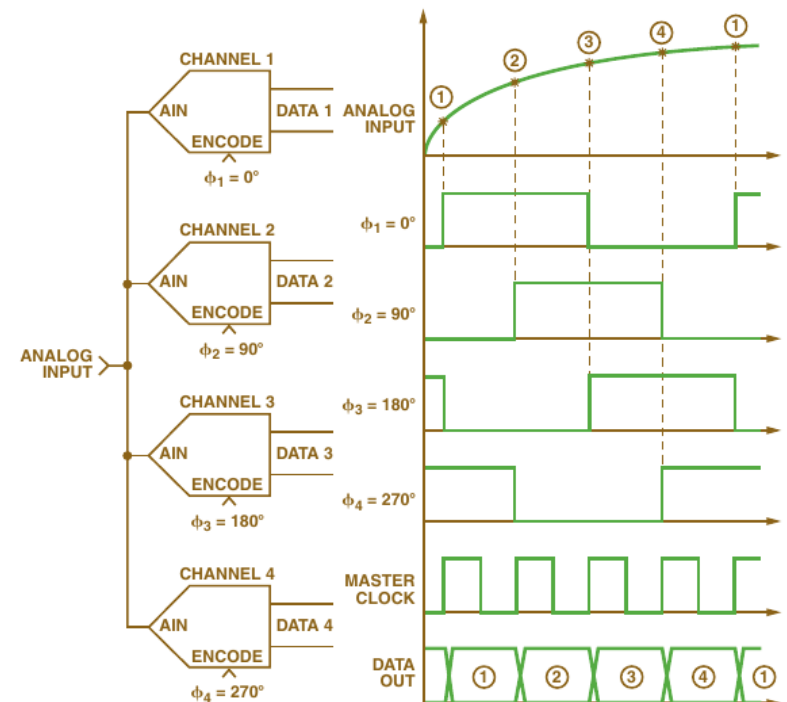 CHANNEL 1
AIN
DATA 1
ENCODE
ϕ1 = 0°
CHANNEL 2
AIN
DATA 2
ENCODE
ϕ2 = 90°
ANALOG
INPUT
CHANNEL 3
AIN
DATA 3
ENCODE
ϕ3 = 180°
CHANNEL 4
AIN
DATA 4
ENCODE
ϕ4 = 270°
ANALOG
INPUT
1 2 3 4 1
ϕ1 = 0°
ϕ2 = 90°
ϕ3 = 180°
ϕ4 = 270°
MASTER
CLOCK
DATA
OUT
1 2 3 4 1